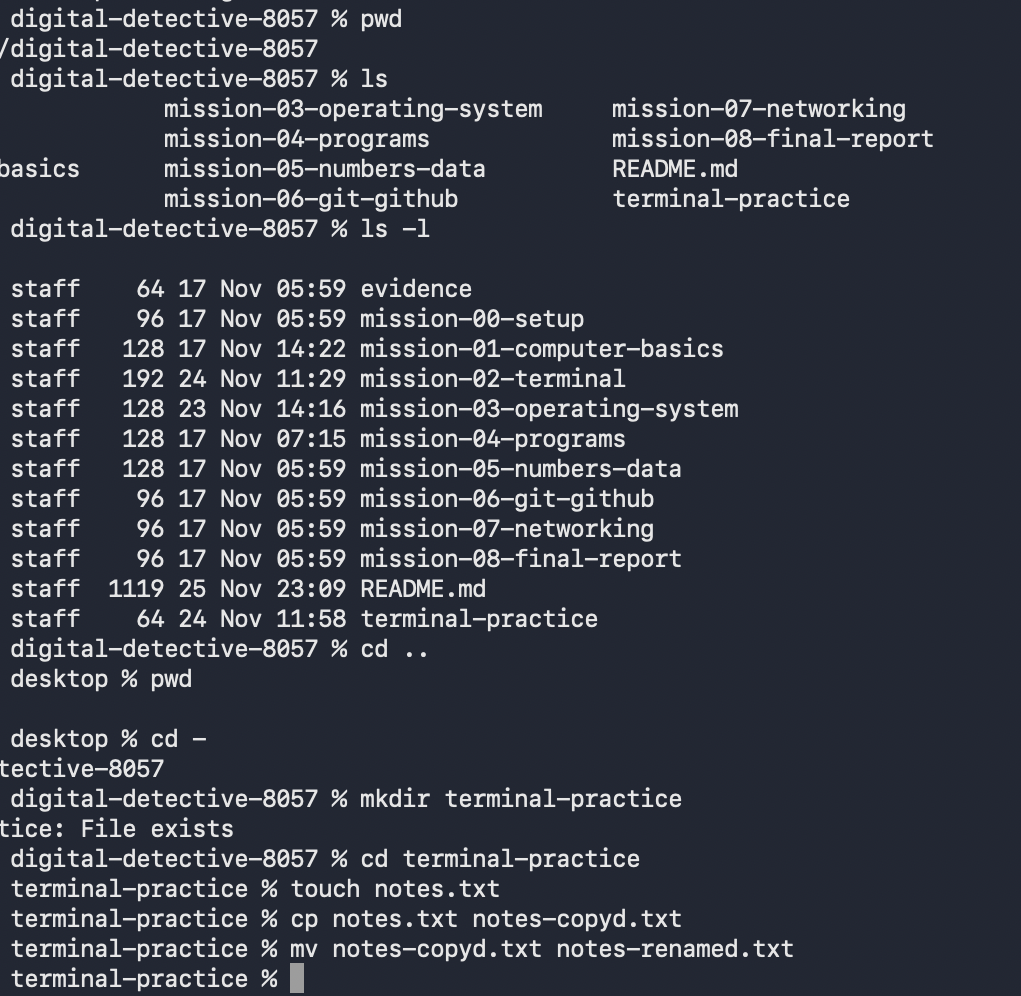 digital-detective-8057 % pwd
/digital-detective-8057
digital-detective-8057 % ls
mission-03-operating-system mission-07-networking
mission-04-programs mission-08-final-report
basics mission-05-numbers-data README.md
mission-06-git-github terminal-practice
digital-detective-8057 % ls -l
staff 64 17 Nov 05:59 evidence
staff 96 17 Nov 05:59 mission-00-setup
staff 128 17 Nov 14:22 mission-01-computer-basics
staff 192 24 Nov 11:29 mission-02-terminal
staff 128 23 Nov 14:16 mission-03-operating-system
staff 128 17 Nov 07:15 mission-04-programs
staff 128 17 Nov 05:59 mission-05-numbers-data
staff 96 17 Nov 05:59 mission-06-git-github
staff 96 17 Nov 05:59 mission-07-networking
staff 96 17 Nov 05:59 mission-08-final-report
staff 1119 25 Nov 23:09 README.md
staff 64 24 Nov 11:58 terminal-practice
digital-detective-8057 % cd ..
desktop % pwd
desktop % cd -
tective-8057
digital-detective-8057 % mkdir terminal-practice
tice: File exists
digital-detective-8057 % cd terminal-practice
terminal-practice % touch notes.txt
terminal-practice % cp notes.txt notes-copyd.txt
terminal-practice % mv notes-copyd.txt notes-renamed.txt
terminal-practice %